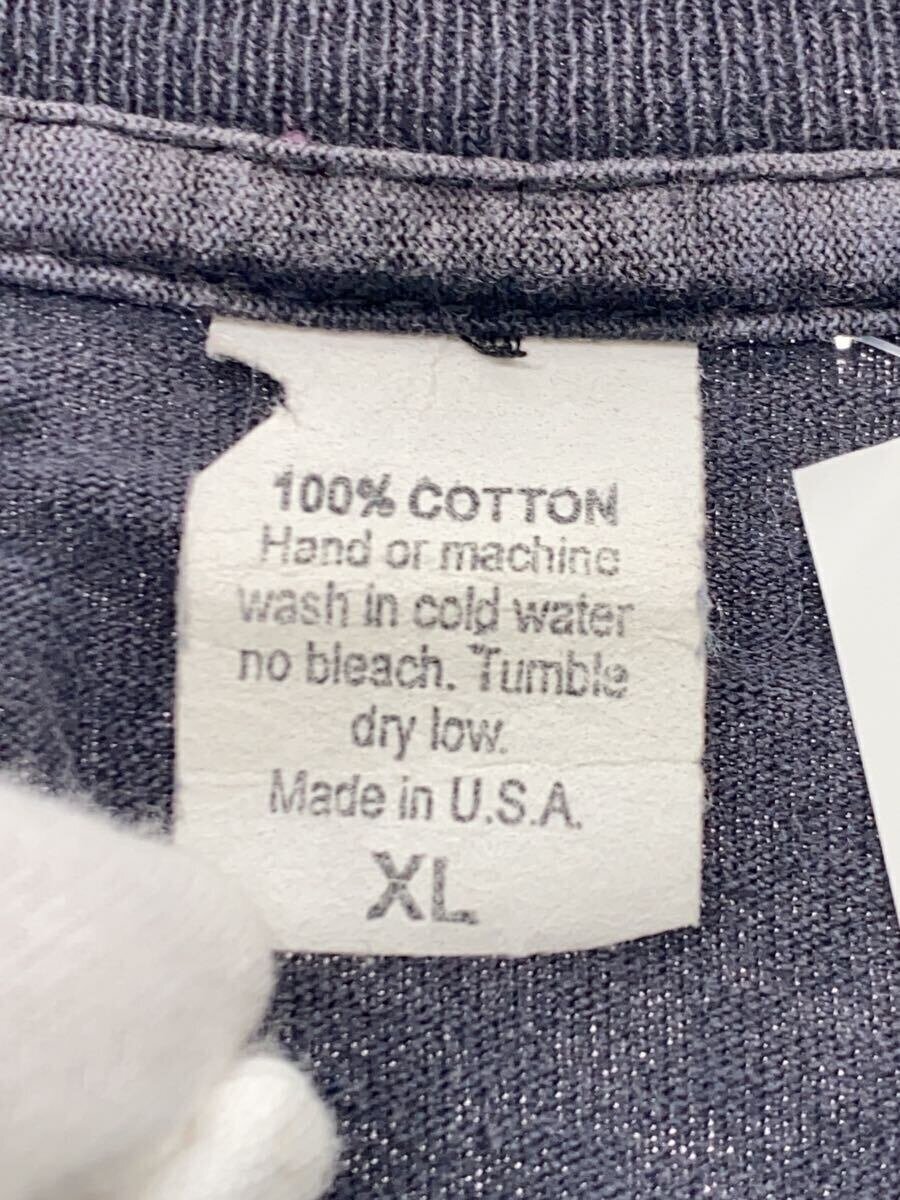 100% COTTON
Hand or machine
wash in cold water
no bleach. Tumble
dry low.
Made in U.S.A.
XL